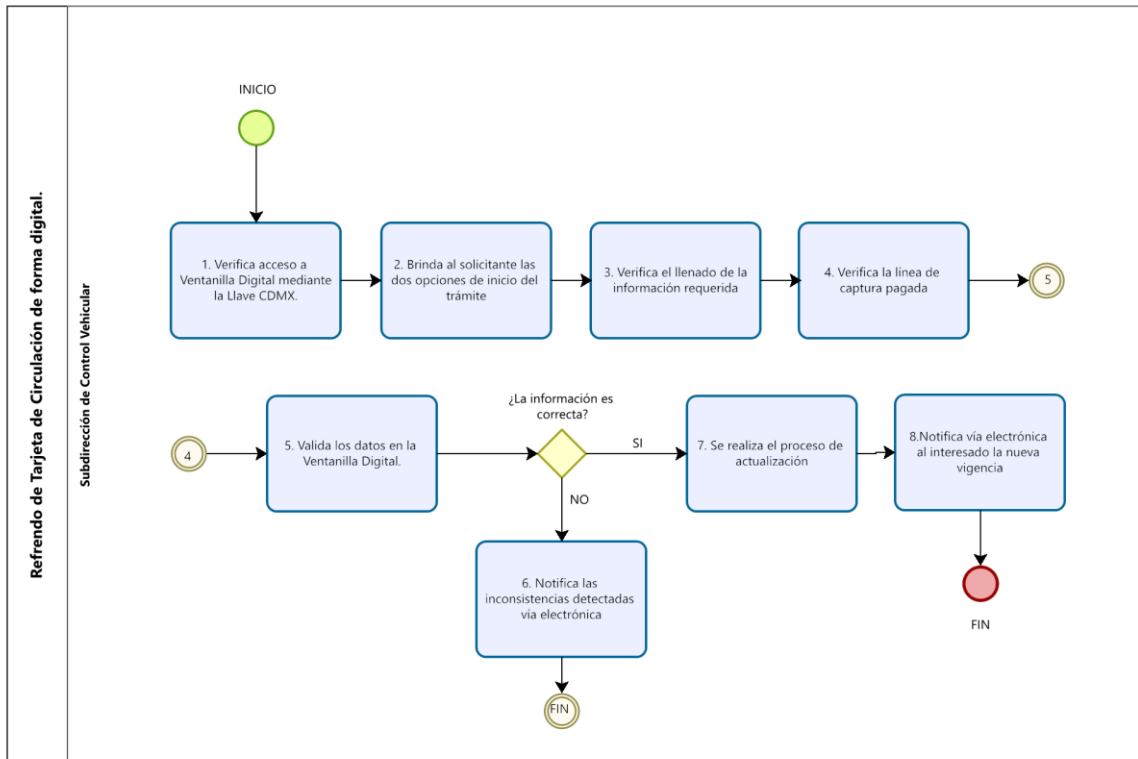 Refrendo de Tarjeta de Circulación de forma digital.
Subdirección de Control Vehicular
INICIO
1. Verifica acceso a
Ventanilla Digital mediante
la Llave CDMX.
2. Brinda al solicitante las
dos opciones de inicio del
trámite
3. Verifica el llenado de la
información requerida
4. Verifica la línea de
captura pagada
5
4
5. Valida los datos en la
Ventanilla Digital.
¿La información es
correcta?
SI
NO
7. Se realiza el proceso de
actualización
8.Notifica vía electrónica
al interesado la nueva
vigencia
6. Notifica las
inconsistencias detectadas
vía electrónica
FIN
FIN